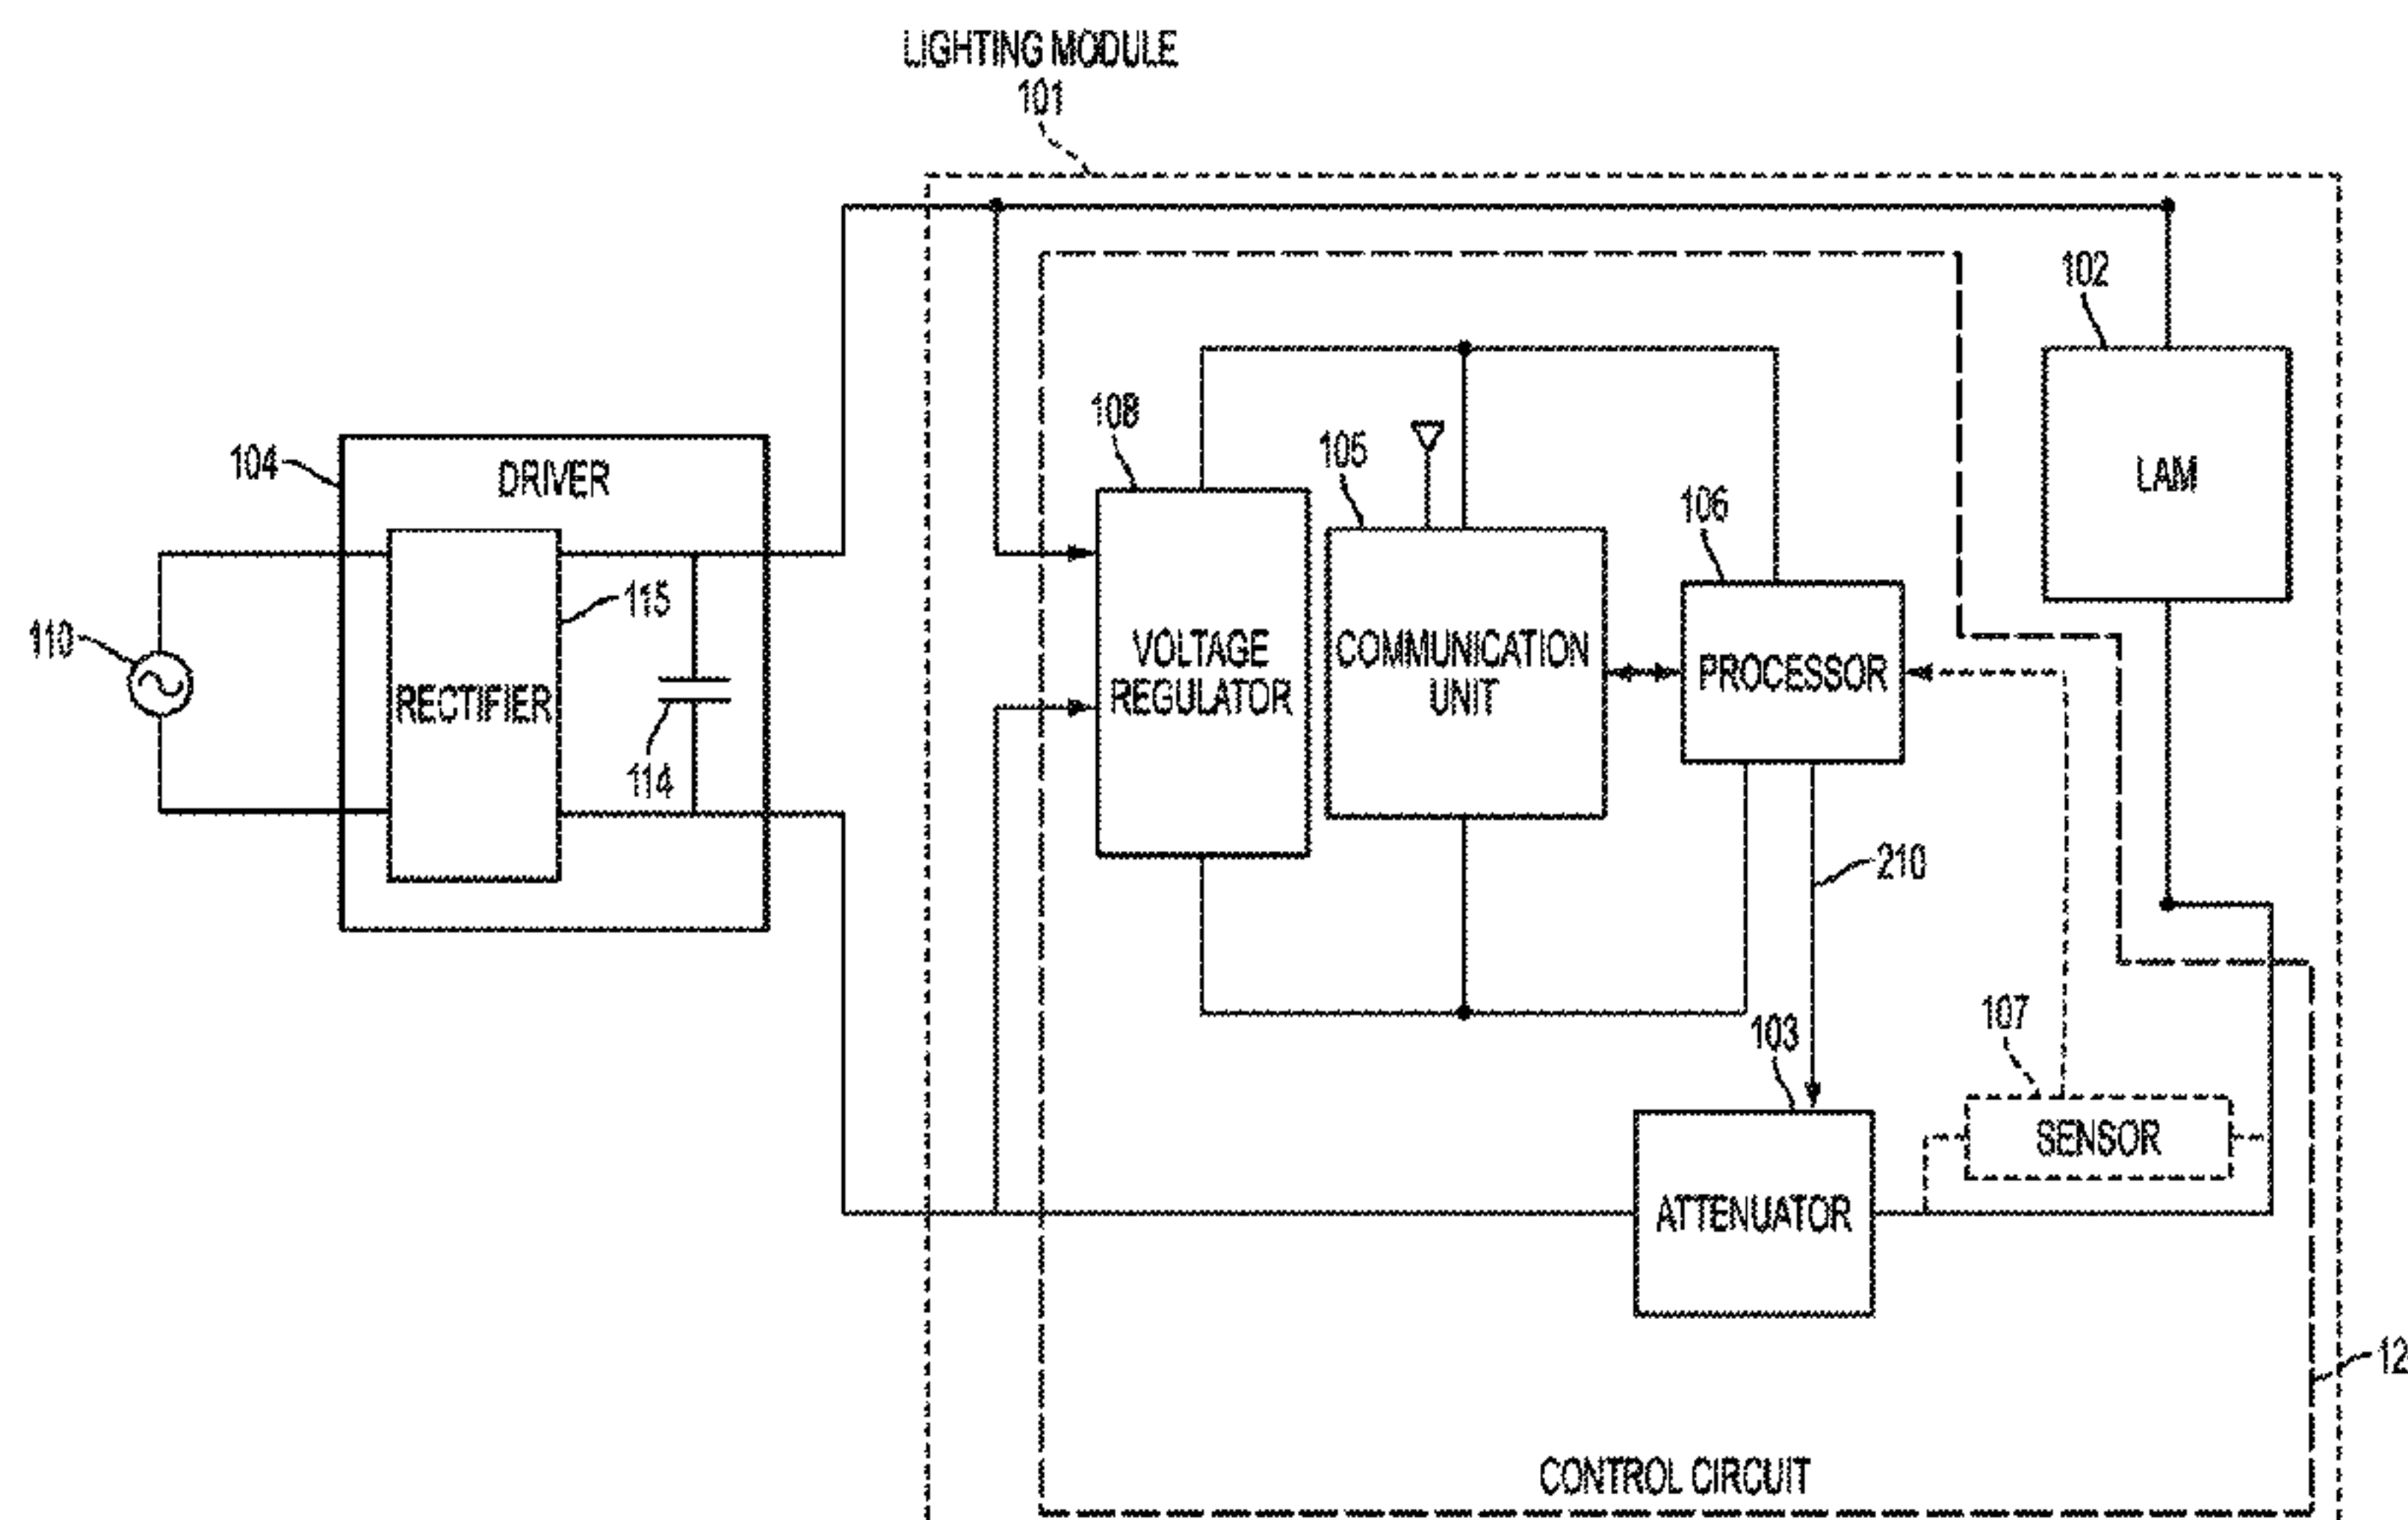 LIGHTING MODULE
101
102
LAM
108
105
104
DRIVER
106
115
110
VOLTAGE
REGULATOR
COMMUNICATION
UNIT
PROCESSOR
RECTIFIER
114
210
107
103
SENSOR
ATTENUATOR
12
CONTROL CIRCUIT